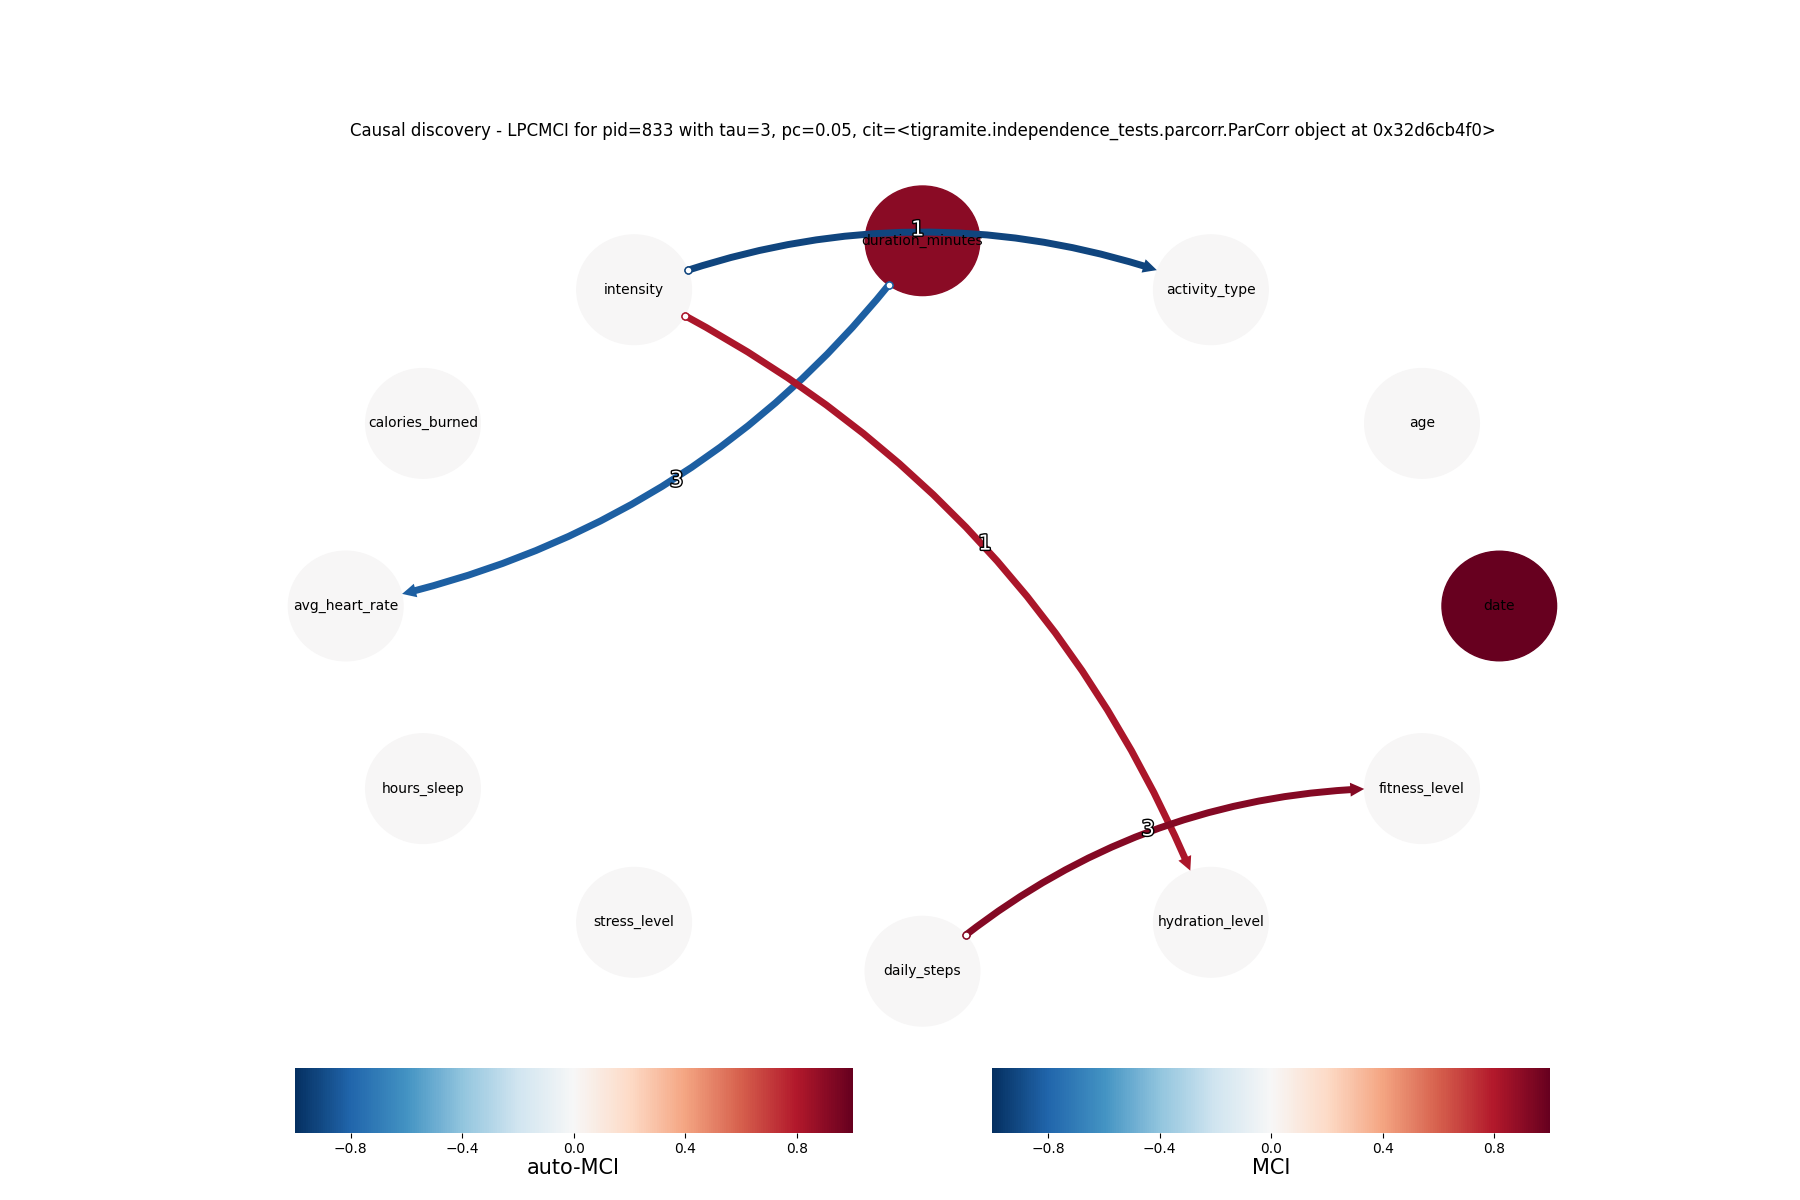 Causal discovery - LPCMCI for pid=833 with tau=3, pc=0.05, cit=<tigramite.independence_tests.parcorr.ParCorr object at 0x32d6cb4f0>
1
duration_minutes
intensity
activity_type
calories_burned
age
3
1
avg_heart_rate
date
hours_sleep
fitness_level
3
stress_level
hydration_level
daily_steps
−0.8 −0.4 0.0 0.4 0.8
auto-MCI
−0.8 −0.4 0.0 0.4 0.8
MCI